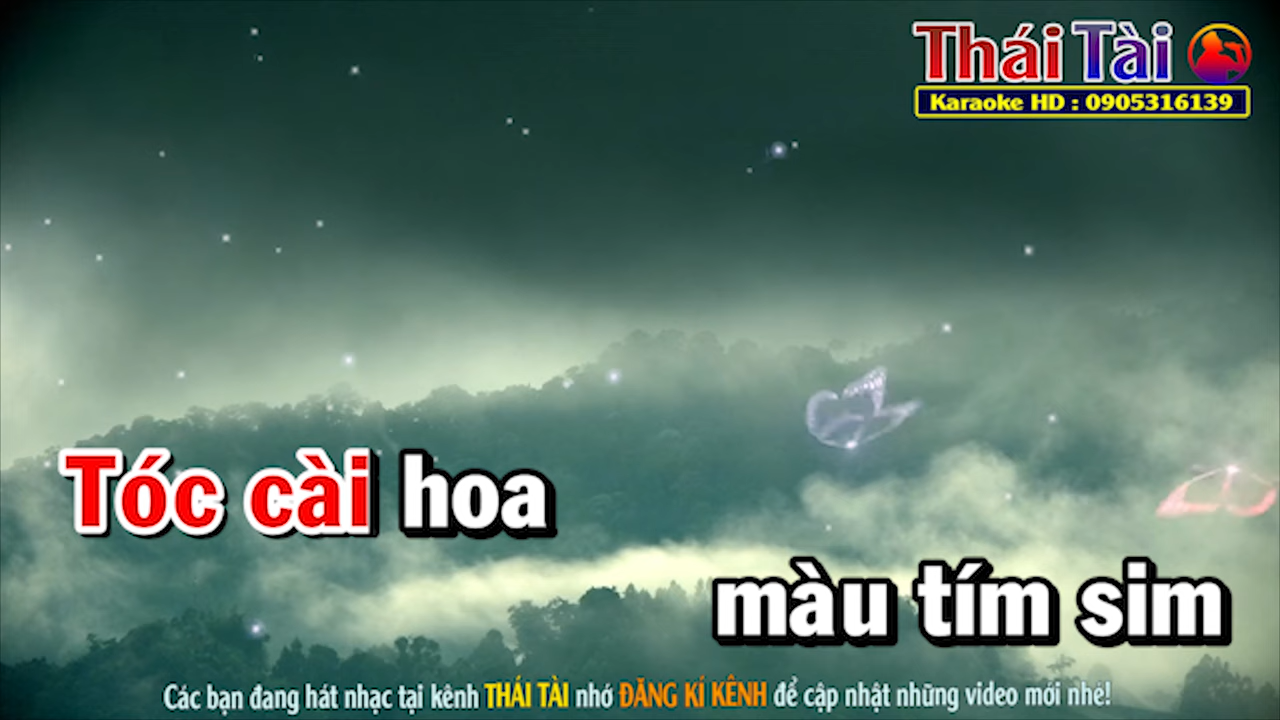 Thái Tài
Karaoke HD : 0905316139
Tóc cài hoa
màu tím sim
Các bạn đang hát nhạc tại kênh THÁI TÀI nhớ ĐĂNG KÍ KÊNH để cập nhật những video mới nhé!